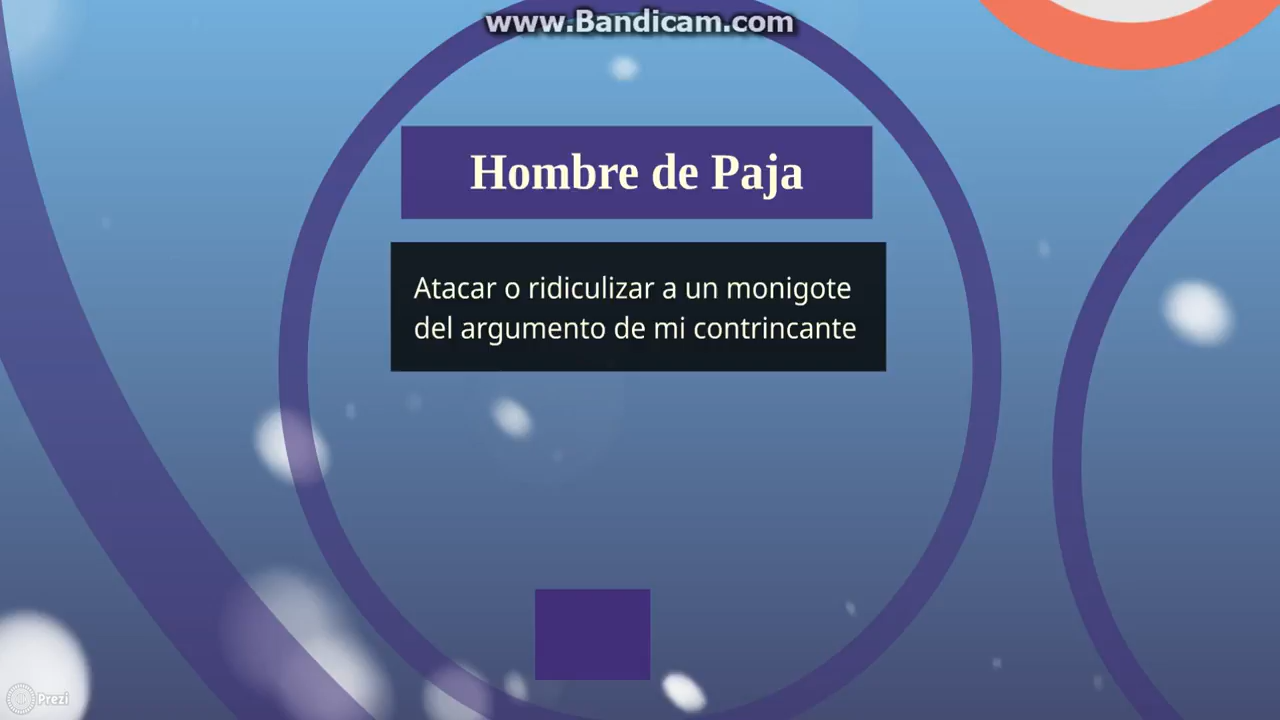 www.Bandicam.com
Hombre de Paja
Atacar o ridiculizar a un monigote
del argumento de mi contrincante
Prezi